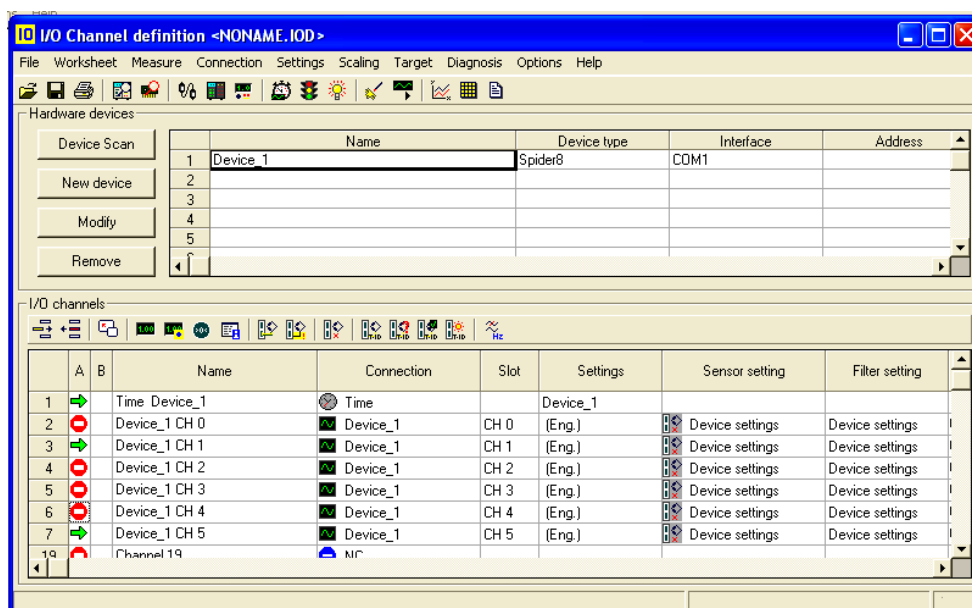 Help
I/O Channel definition <NONAME.IOD>
File Worksheet Measure Connection Settings Scaling Target Diagnosis Options Help
Hardware devices
Device Scan
New device
Modify
Remove
Name Device type Interface Address
1 Device_1 Spider8 COM1
2
3
4
5
I/O channels
A B Name Connection Slot Settings Sensor setting Filter setting
1 Time Device_1 Time Device_1
2 Device_1 CH 0 Device_1 CH 0 (Eng.) Device settings Device settings
3 Device_1 CH 1 Device_1 CH 1 (Eng.) Device settings Device settings
4 Device_1 CH 2 Device_1 CH 2 (Eng.) Device settings Device settings
5 Device_1 CH 3 Device_1 CH 3 (Eng.) Device settings Device settings
6 Device_1 CH 4 Device_1 CH 4 (Eng.) Device settings Device settings
7 Device_1 CH 5 Device_1 CH 5 (Eng.) Device settings Device settings
19 Channel 19 NC